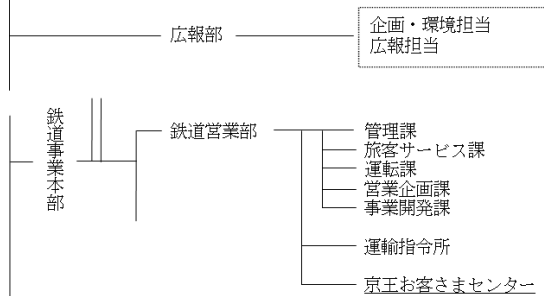 広報部
企画・環境担当
広報担当
鉄道事業本部
鉄道営業部
管理課
旅客サービス課
運転課
営業企画課
事業開発課
運輸指令所
京王お客さまセンター